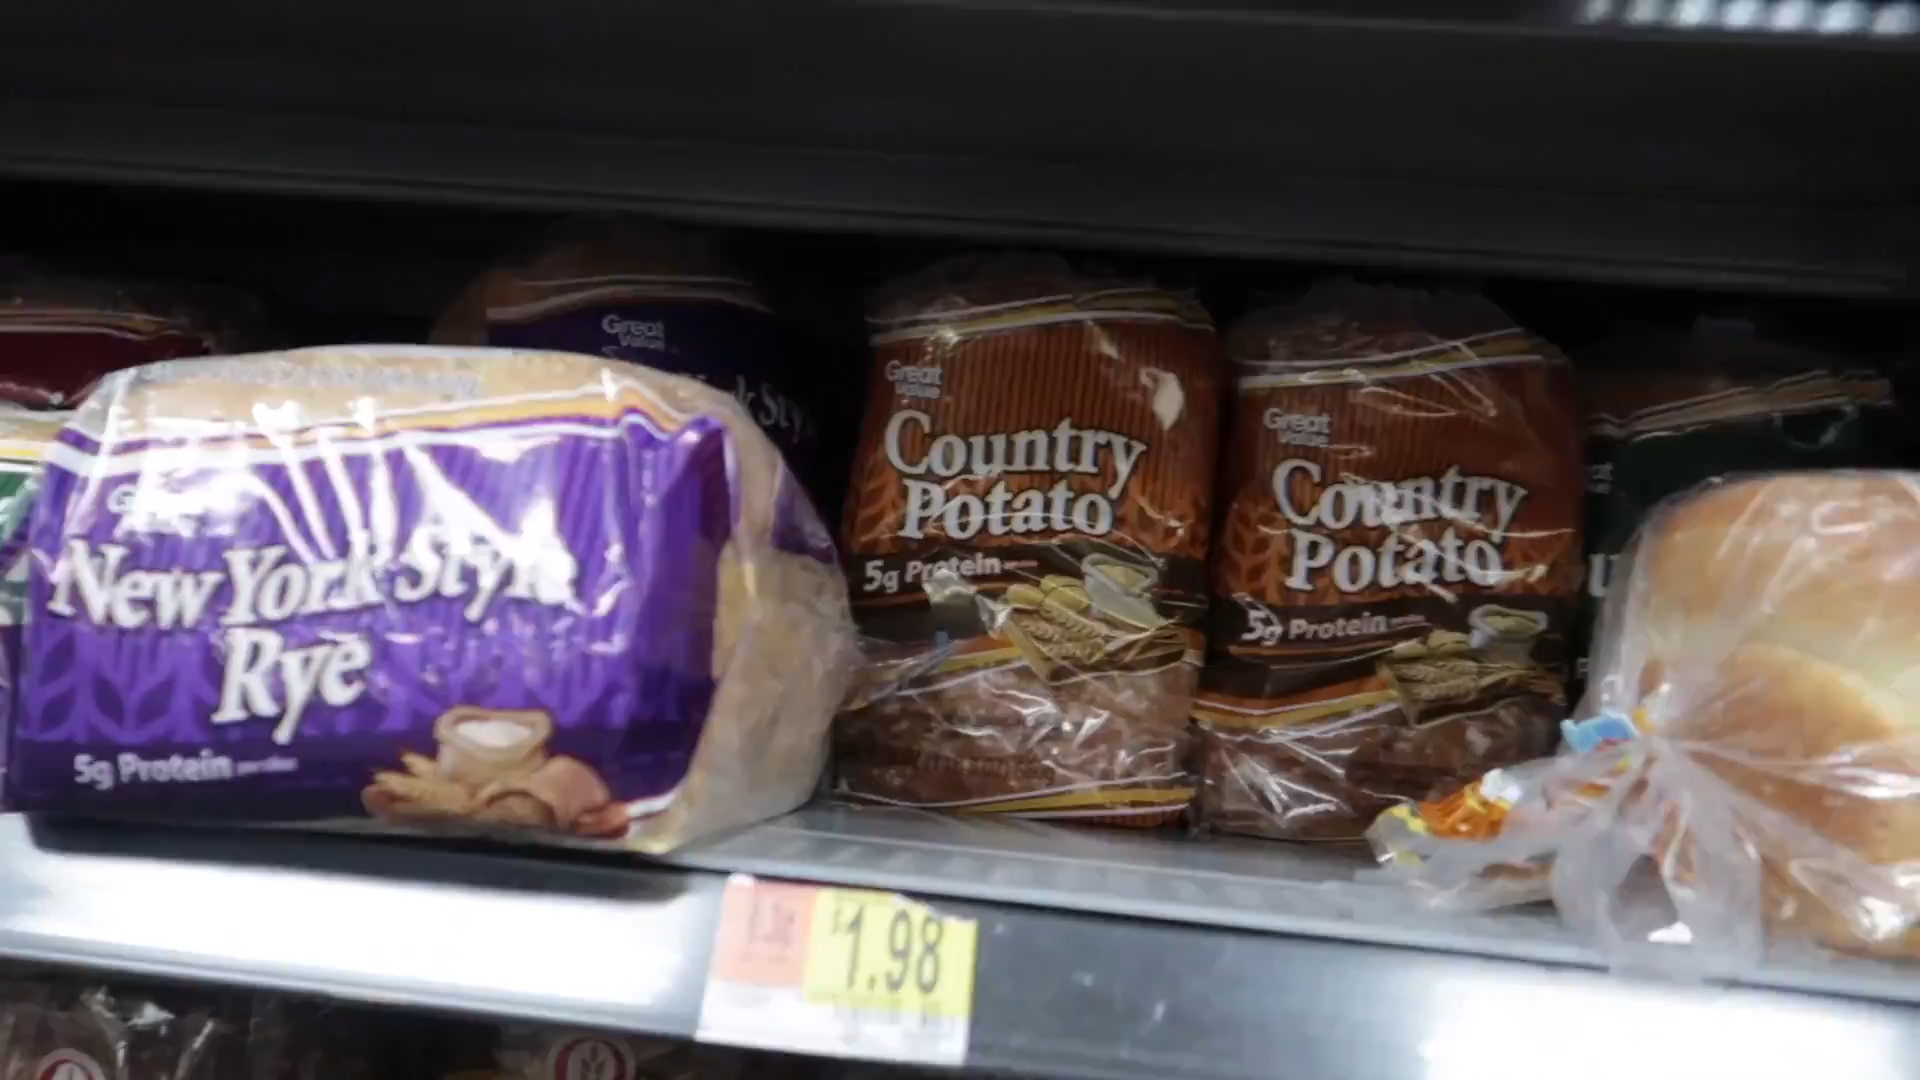 Great
Value
New York Style
Rye
5g Protein
Great
Value
Country
Potato
5g Protein
Great
Value
Country
Potato
5g Protein
$1.98